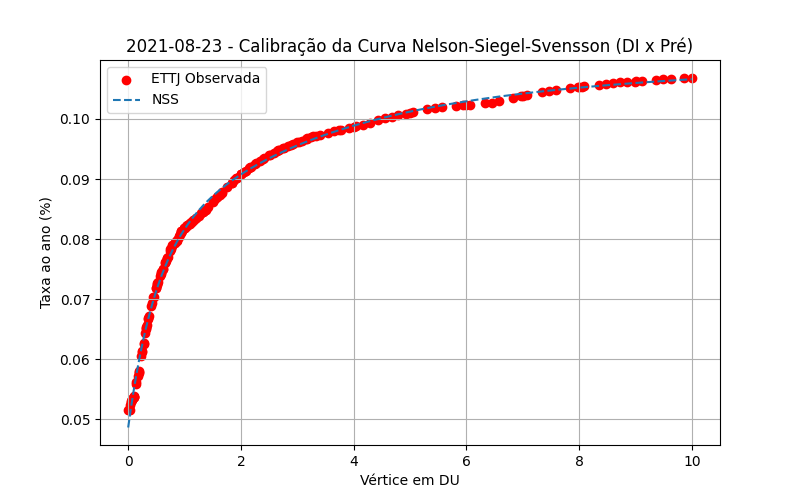 2021-08-23 - Calibração da Curva Nelson-Siegel-Svensson (DI x Pré)
ETTJ Observada
NSS
Taxa ao ano (%)
0.10
0.09
0.08
0.07
0.06
0.05
0 2 4 6 8 10
Vértice em DU